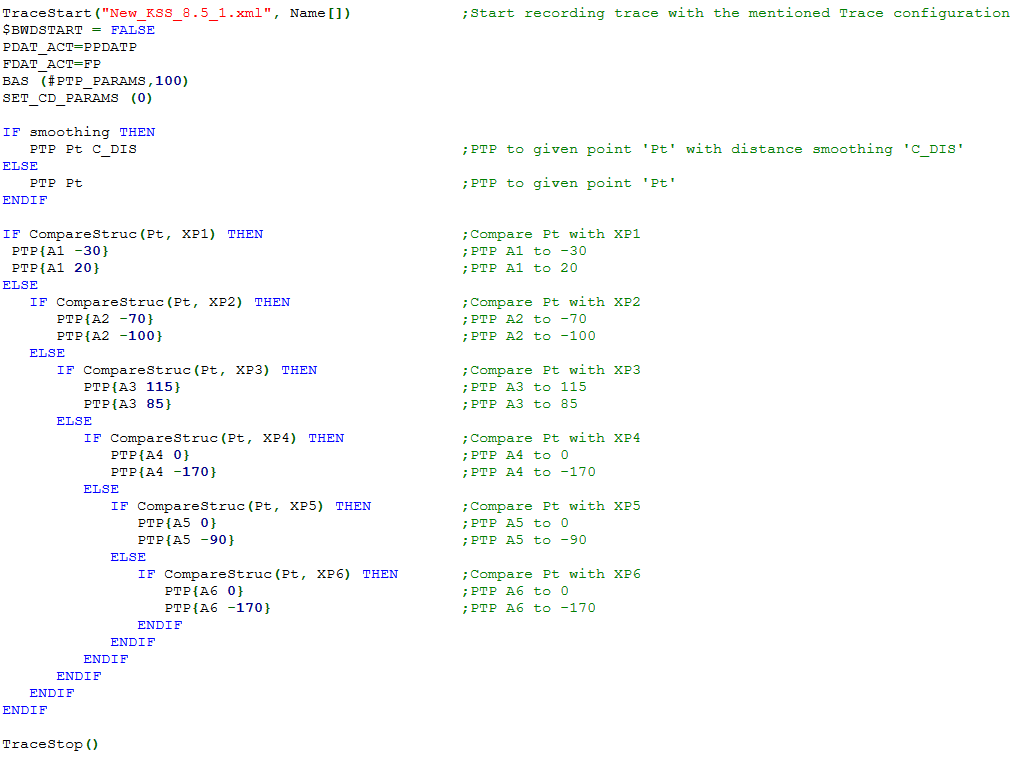 TraceStart("New_KSS_8.5_1.xml", Name[]) ;Start recording trace with the mentioned Trace configuration
$BWDSTART = FALSE
PDAT_ACT=PPDATP
FDAT_ACT=FP
BAS (#PTP_PARAMS,100)
SET_CD_PARAMS (0)
IF smoothing THEN
PTP Pt C_DIS ;PTP to given point 'Pt' with distance smoothing 'C_DIS'
ELSE
PTP Pt ;PTP to given point 'Pt'
ENDIF
IF CompareStruc(Pt, XP1) THEN ;Compare Pt with XP1
PTP{A1 -30} ;PTP A1 to -30
PTP{A1 20} ;PTP A1 to 20
ELSE
IF CompareStruc(Pt, XP2) THEN ;Compare Pt with XP2
PTP{A2 -70} ;PTP A2 to -70
PTP{A2 -100} ;PTP A2 to -100
ELSE
IF CompareStruc(Pt, XP3) THEN ;Compare Pt with XP3
PTP{A3 115} ;PTP A3 to 115
PTP{A3 85} ;PTP A3 to 85
ELSE
IF CompareStruc(Pt, XP4) THEN ;Compare Pt with XP4
PTP{A4 0} ;PTP A4 to 0
PTP{A4 -170} ;PTP A4 to -170
ELSE
IF CompareStruc(Pt, XP5) THEN ;Compare Pt with XP5
PTP{A5 0} ;PTP A5 to 0
PTP{A5 -90} ;PTP A5 to -90
ELSE
IF CompareStruc(Pt, XP6) THEN ;Compare Pt with XP6
PTP{A6 0} ;PTP A6 to 0
PTP{A6 -170} ;PTP A6 to -170
ENDIF
ENDIF
ENDIF
ENDIF
ENDIF
ENDIF
TraceStop()